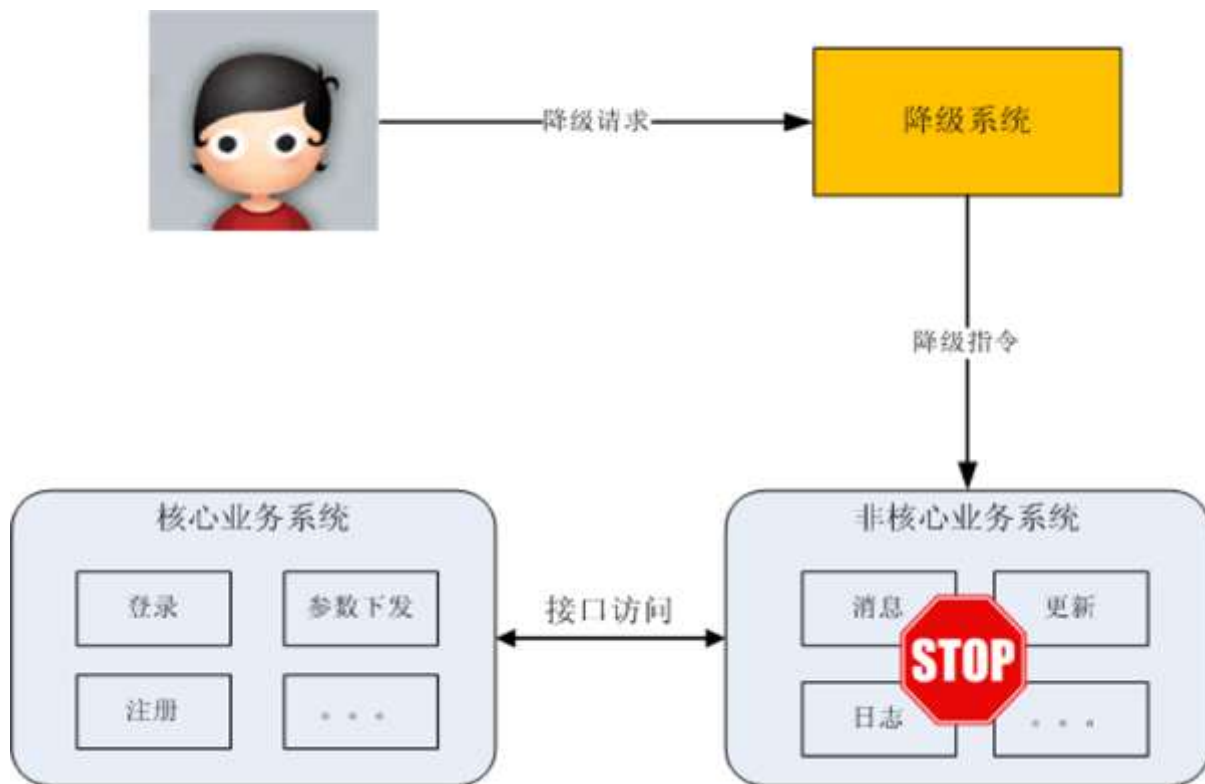 降级请求
降级系统
降级指令
核心业务系统
登录
参数下发
注册
。。。
接口访问
非核心业务系统
消息
更新
STOP
日志
。。。